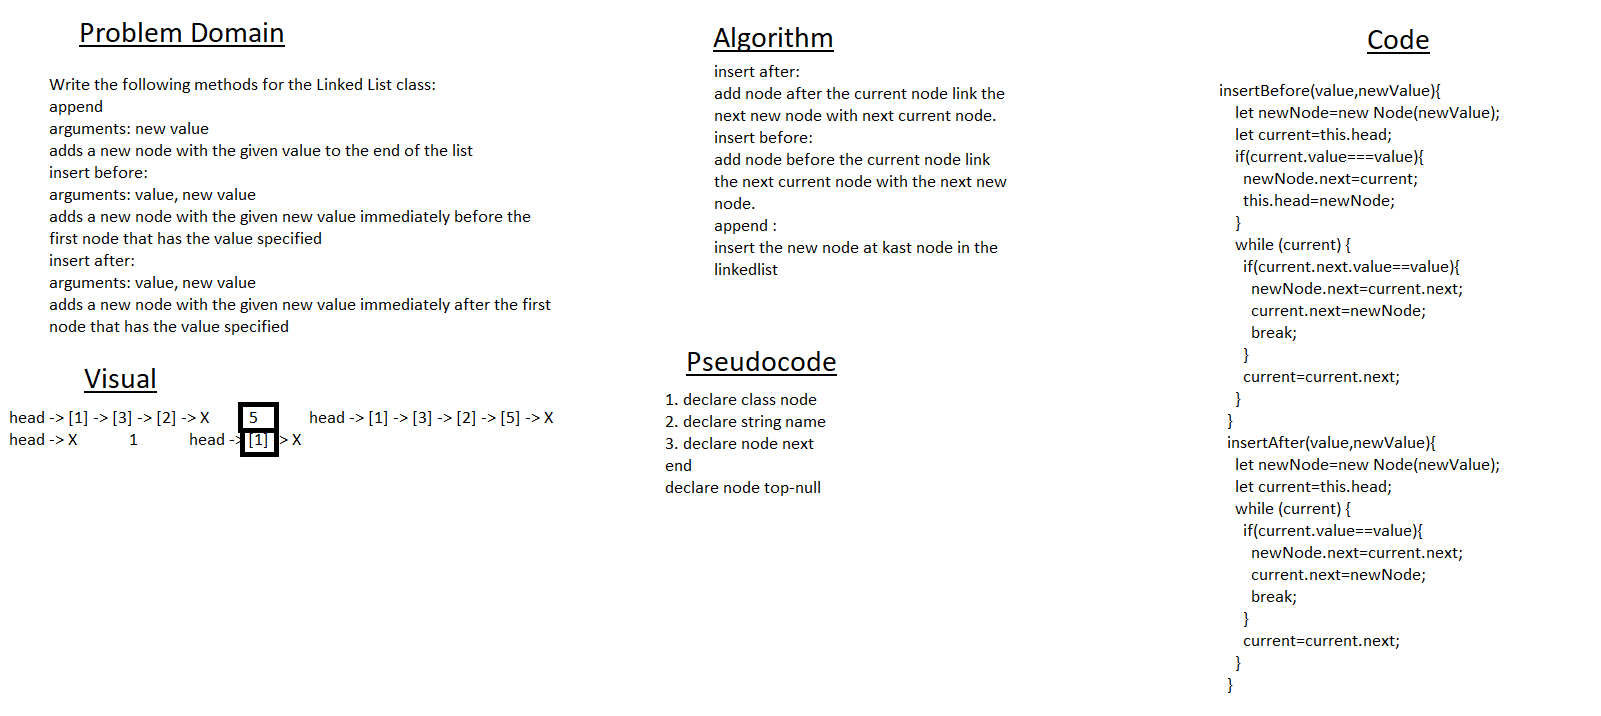 Problem Domain
Write the following methods for the Linked List class:
append
arguments: new value
adds a new node with the given value to the end of the list
insert before:
arguments: value, new value
adds a new node with the given new value immediately before the
first node that has the value specified
insert after:
arguments: value, new value
adds a new node with the given new value immediately after the first
node that has the value specified
Visual
head -> [1] -> [3] -> [2] -> X 5 head -> [1] -> [3] -> [2] -> [5] -> X
head -> X 1 head -> [1] -> X
Algorithm
insert after:
add node after the current node link the
next new node with next current node.
insert before:
add node before the current node link
the next current node with the next new
node.
append :
insert the new node at kast node in the
linkedlist
Pseudocode
1. declare class node
2. declare string name
3. declare node next
end
declare node top-null
Code
insertBefore(value,newValue){
let newNode=new Node(newValue);
let current=this.head;
if(current.value===value){
newNode.next=current;
this.head=newNode;
}
while (current) {
if(current.next.value==value){
newNode.next=current.next;
current.next=newNode;
break;
}
current=current.next;
}
}
insertAfter(value,newValue){
let newNode=new Node(newValue);
let current=this.head;
while (current) {
if(current.value==value){
newNode.next=current.next;
current.next=newNode;
break;
}
current=current.next;
}
}